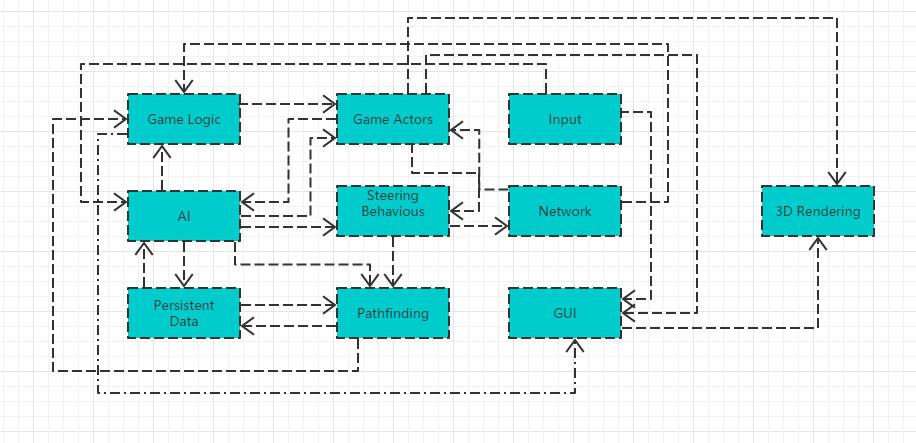 Game Logic
Game Actors
Input
AI
Steering
Behavious
Network
3D Rendering
Persistent
Data
Pathfinding
GUI